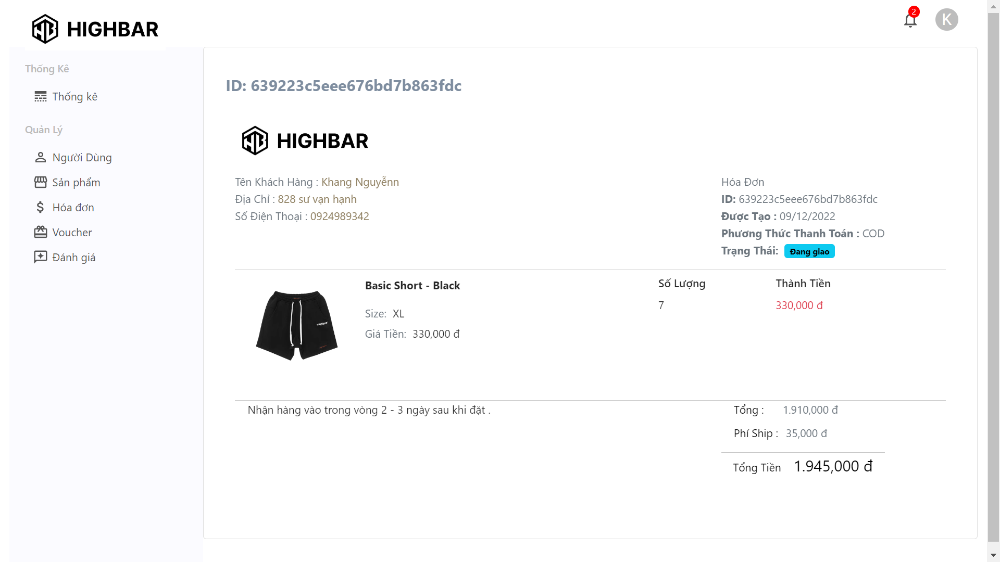 HIGHBAR
2
K
Thống Kê
Thống kê
Quản Lý
Người Dùng
Sản phẩm
Hóa đơn
Voucher
Đánh giá
ID: 639223c5eee676bd7b863fdc
HIGHBAR
Tên Khách Hàng : Khang Nguyễnn
Địa Chỉ : 828 sư vạn hạnh
Số Điện Thoại : 0924989342
Hóa Đơn
ID: 639223c5eee676bd7b863fdc
Được Tạo : 09/12/2022
Phương Thức Thanh Toán : COD
Trạng Thái: Đang giao
Basic Short - Black
Size: XL
Giá Tiền: 330,000 đ
Số Lượng
7
Thành Tiền
330,000 đ
Nhận hàng vào trong vòng 2 - 3 ngày sau khi đặt .
Tổng : 1.910,000 đ
Phí Ship : 35,000 đ
Tổng Tiền 1.945,000 đ